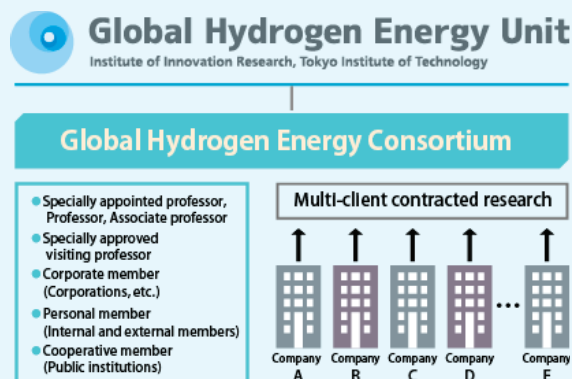 Global Hydrogen Energy Unit
Institute of Innovation Research, Tokyo Institute of Technology
Global Hydrogen Energy Consortium
Specially appointed professor,
Professor, Associate professor
Specially approved
visiting professor
Corporate member
(Corporations, etc.)
Personal member
(Internal and external members)
Cooperative member
(Public institutions)
Multi-client contracted research
...
Company Company Company Company Company
A B C D E